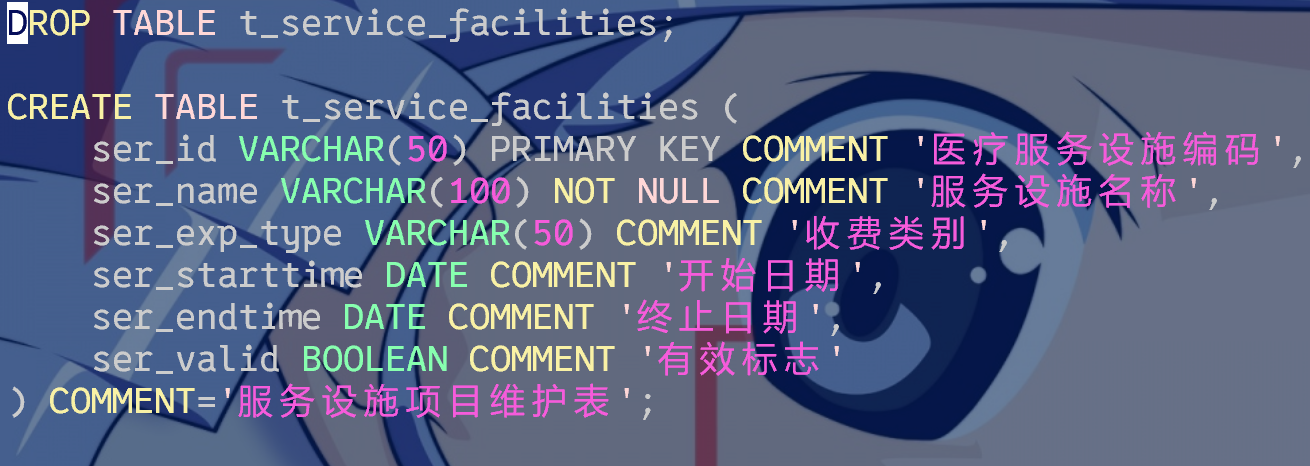 DROP TABLE t_service_facilities;
CREATE TABLE t_service_facilities (
ser_id VARCHAR(50) PRIMARY KEY COMMENT '医疗服务设施编码',
ser_name VARCHAR(100) NOT NULL COMMENT '服务设施名称',
ser_exp_type VARCHAR(50) COMMENT '收费类别',
ser_starttime DATE COMMENT '开始日期',
ser_endtime DATE COMMENT '终止日期',
ser_valid BOOLEAN COMMENT '有效标志'
) COMMENT='服务设施项目维护表';